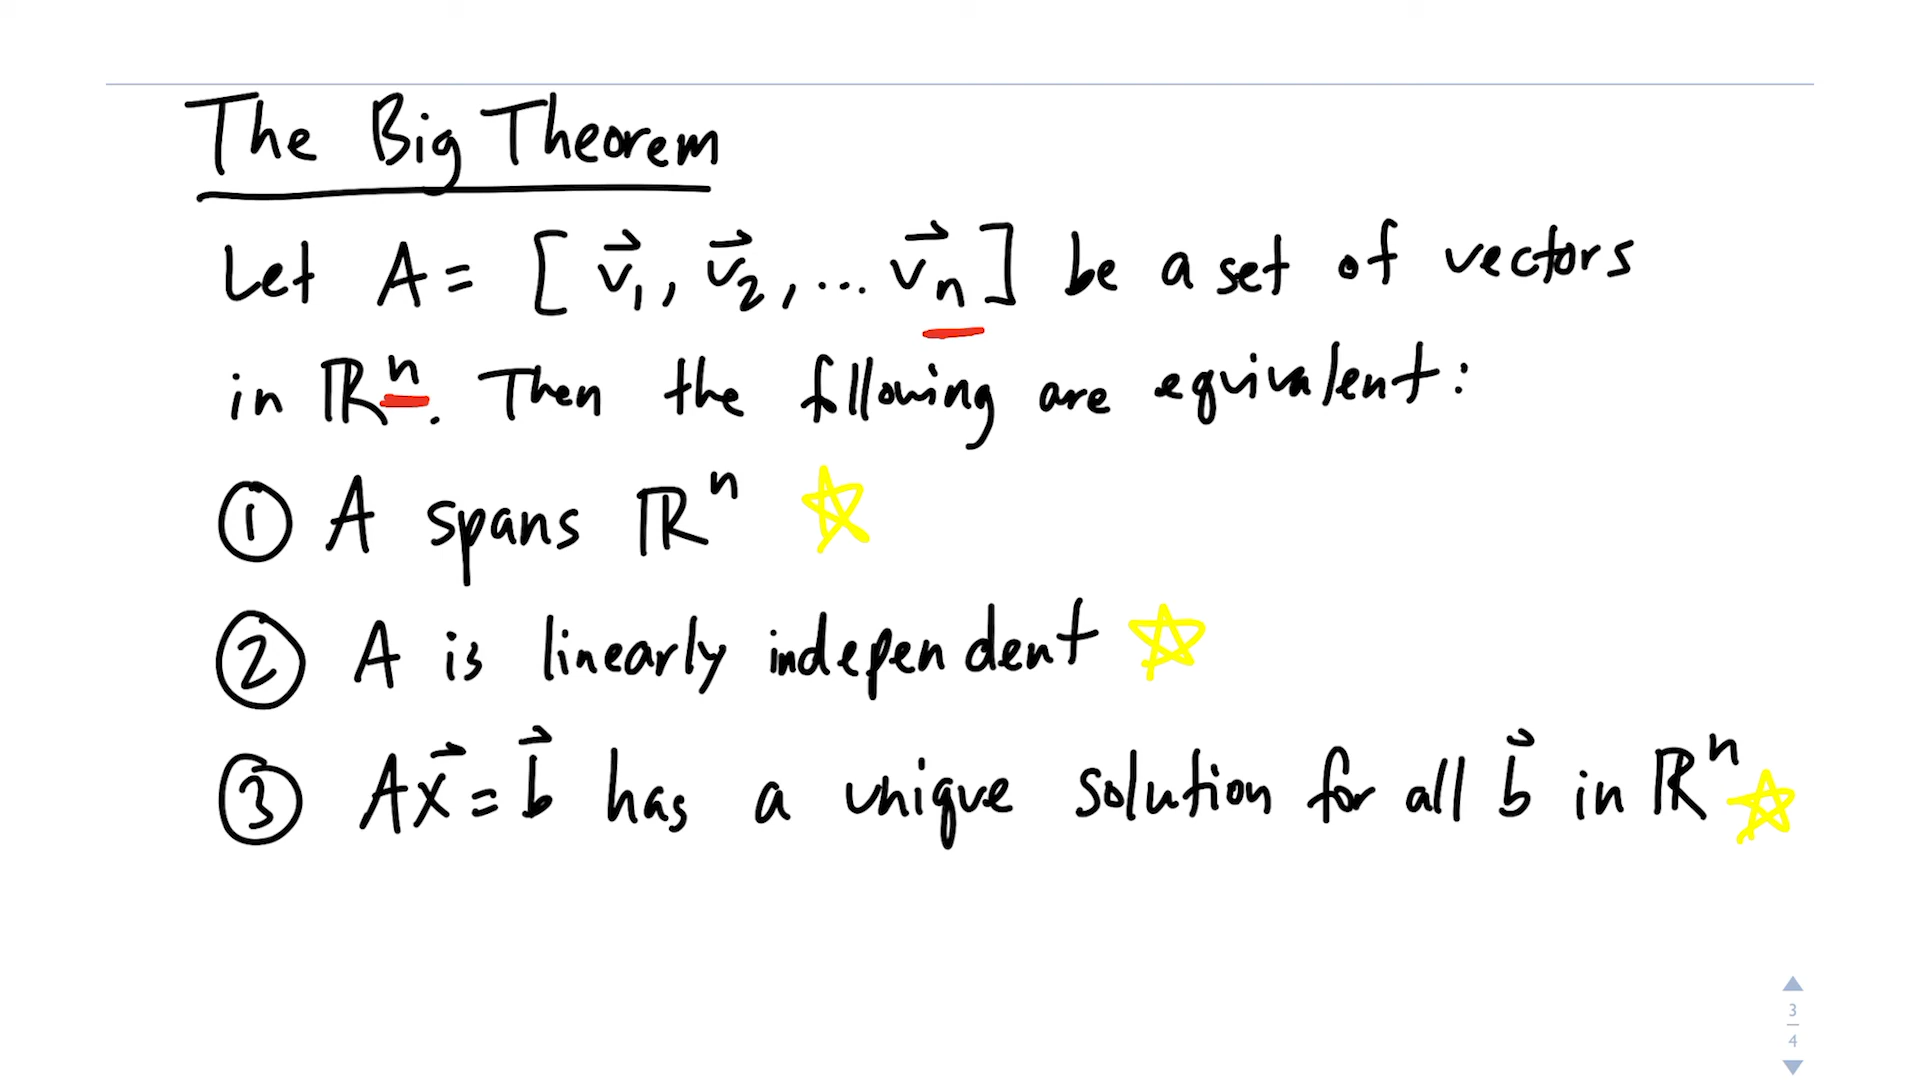 The Big Theorem
Let A = [v⃗₁, v⃗₂, ... v⃗ₙ] be a set of vectors
in ℝⁿ. Then the following are equivalent:
① A spans ℝⁿ
② A is linearly independent
③ Ax⃗ = b⃗ has a unique solution for all b⃗ in ℝⁿ
3
4